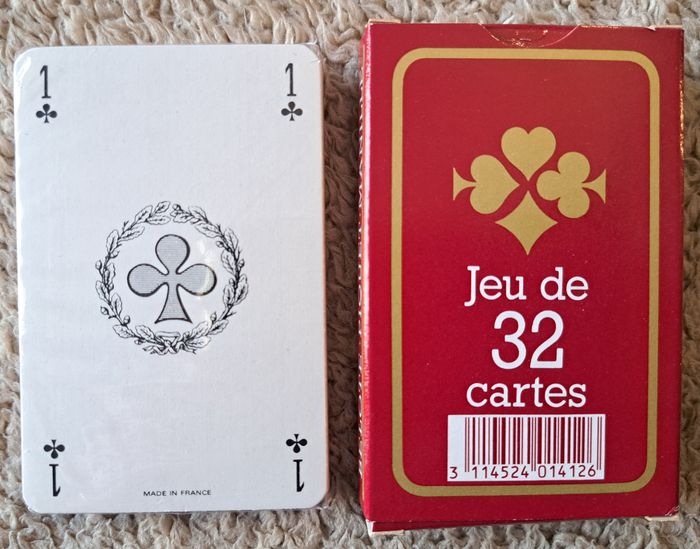 1 1
1 1
MADE IN FRANCE
Jeu de
32
cartes
3 114524 014126